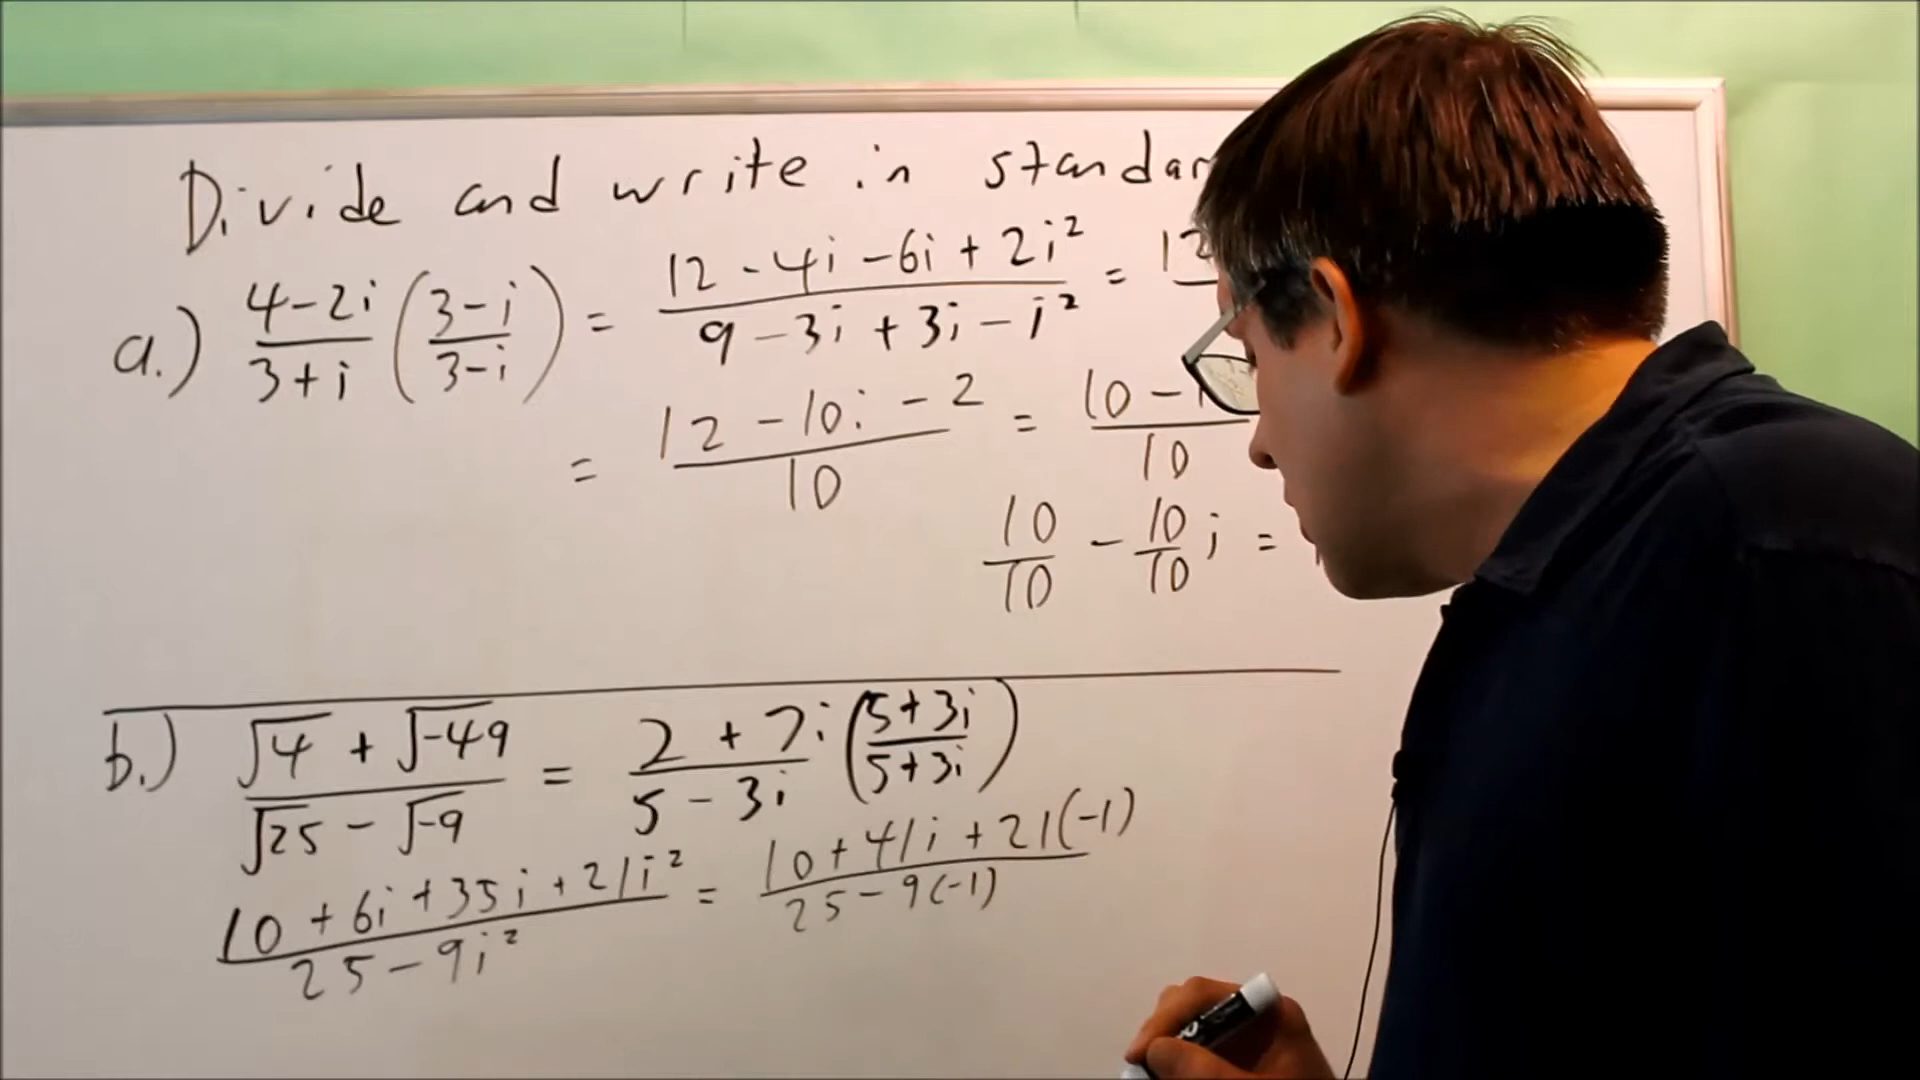 Divide and write in standar
a.) 4-2i/3+i (3-i/3-i) = 12 - 4i - 6i + 2i²/9 - 3i + 3i - i² = 12
= 12 - 10i - 2/10 = 10 -/10
10/10 - 10/10 i =
b.) √4 + √-49/√25 - √-9 = 2 + 7i/5 - 3i (5+3i/5+3i)
10 + 6i + 35i + 21i²/25 - 9i² = 10 + 41i + 21(-1)/25 - 9(-1)